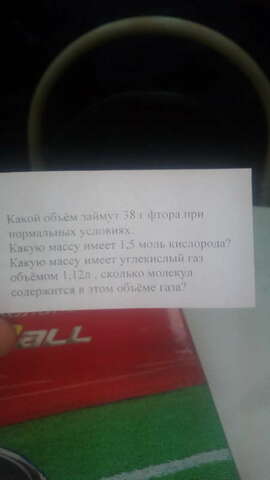 Какой объём займут 38 г фтора при
нормальных условиях.
Какую массу имеет 1,5 моль кислорода?
Какую массу имеет углекислый газ
объёмом 1,12л , сколько молекул
содержится в этом объёме газа?
BALL